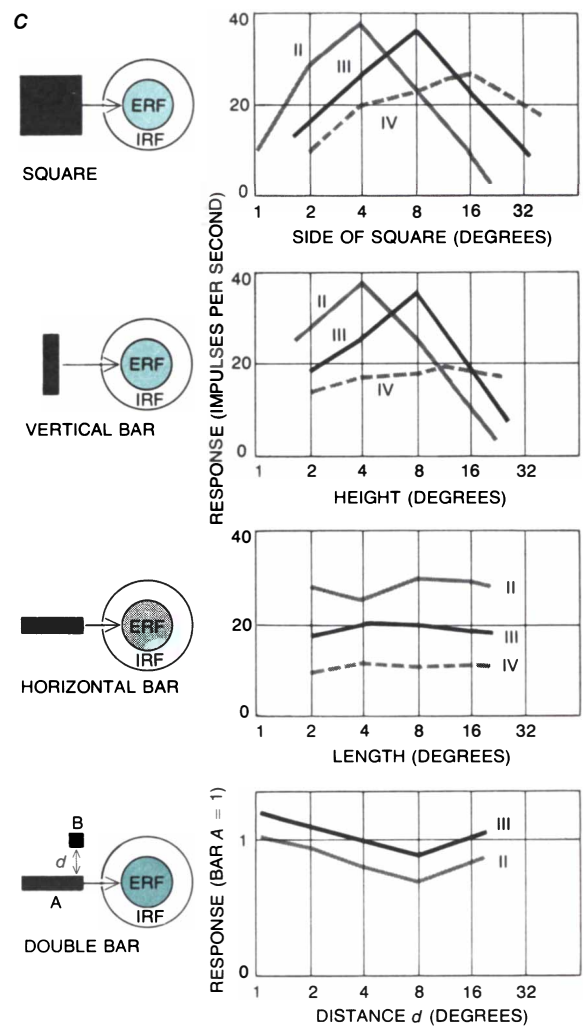 C
40
II
III
ERF
20
IV
IRF
SQUARE
0
1 2 4 8 16 32
SIDE OF SQUARE (DEGREES)
RESPONSE (IMPULSES PER SECOND)
40
II
III
ERF
20
IV
IRF
VERTICAL BAR
0
1 2 4 8 16 32
HEIGHT (DEGREES)
40
II
ERF
20
III
IRF
IV
HORIZONTAL BAR
0
1 2 4 8 16 32
LENGTH (DEGREES)
RESPONSE (BAR A = 1)
B
III
1
d
II
ERF
A
IRF
DOUBLE BAR
0
1 2 4 8 16 32
DISTANCE d (DEGREES)